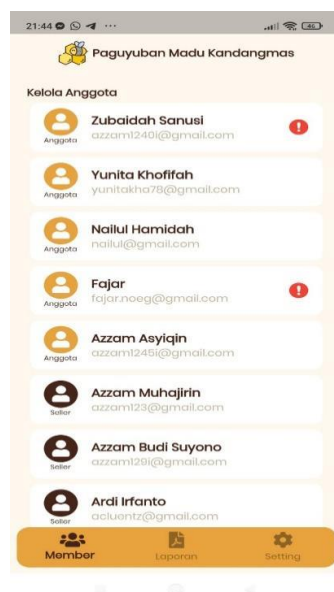 21:44
Paguyuban Madu Kandangmas
Kelola Anggota
Zubaidah Sanusi
azzam1240i@gmail.com
Anggota
Yunita Khofifah
yunitakha78@gmail.com
Anggota
Nailul Hamidah
nailul@gmail.com
Anggota
Fajar
fajar.noeg@gmail.com
Anggota
Azzam Asyiqin
azzam1245i@gmail.com
Anggota
Azzam Muhajirin
azzam123@gmail.com
Seller
Azzam Budi Suyono
azzam129i@gmail.com
Seller
Ardi Irfanto
acluentz@gmail.com
Seller
Member Laporan Setting